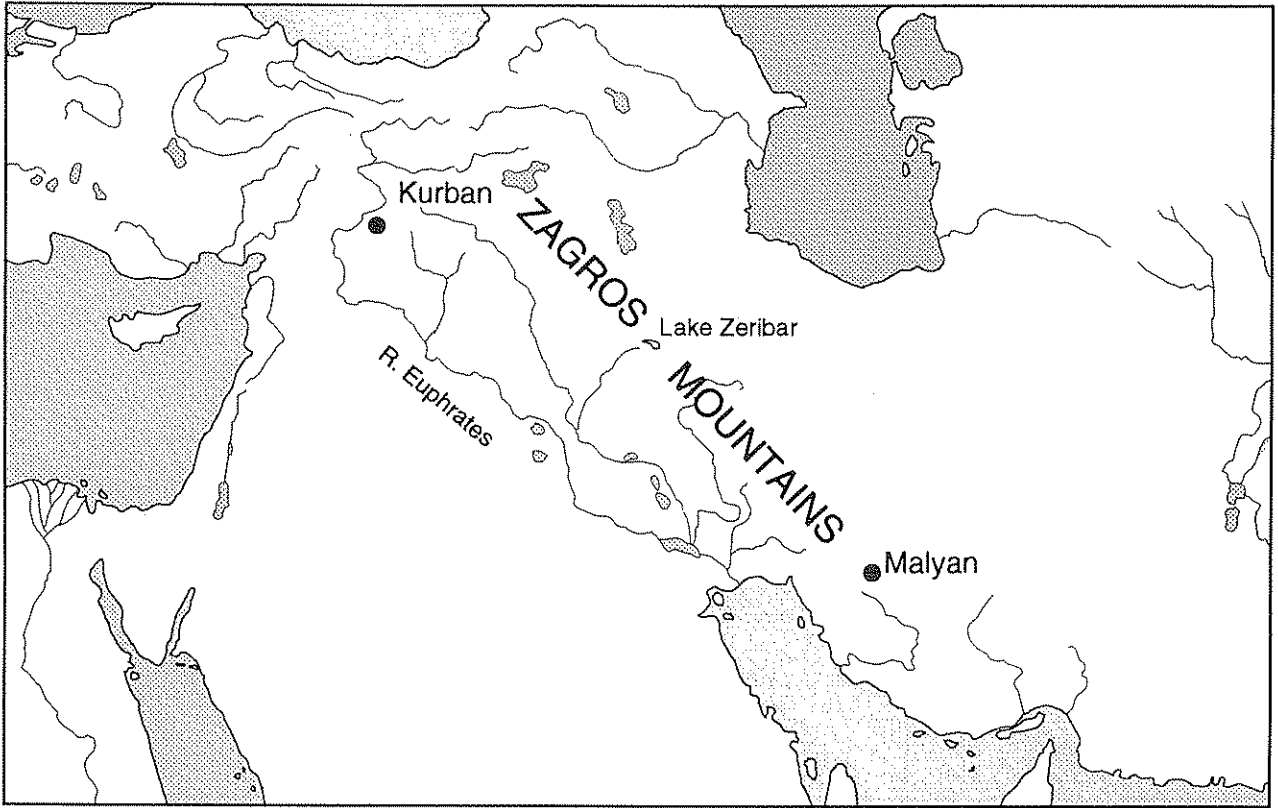 Kurban
ZAGROS
Lake Zeribar
R. Euphrates
MOUNTAINS
Malyan